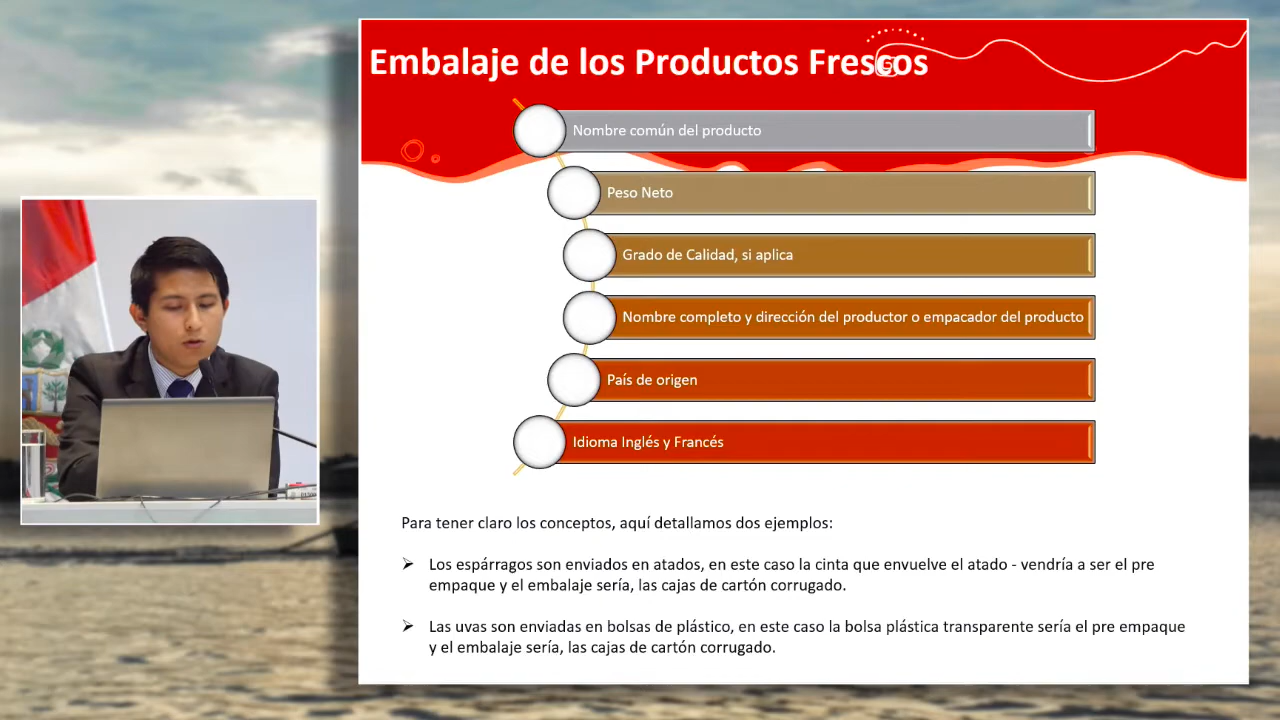 Embalaje de los Productos Frescos
Nombre común del producto
Peso Neto
Grado de Calidad, si aplica
Nombre completo y dirección del productor o empacador del producto
País de origen
Idioma Inglés y Francés
Para tener claro los conceptos, aquí detallamos dos ejemplos:
Los espárragos son enviados en atados, en este caso la cinta que envuelve el atado - vendría a ser el pre
empaque y el embalaje sería, las cajas de cartón corrugado.
Las uvas son enviadas en bolsas de plástico, en este caso la bolsa plástica transparente sería el pre empaque
y el embalaje sería, las cajas de cartón corrugado.